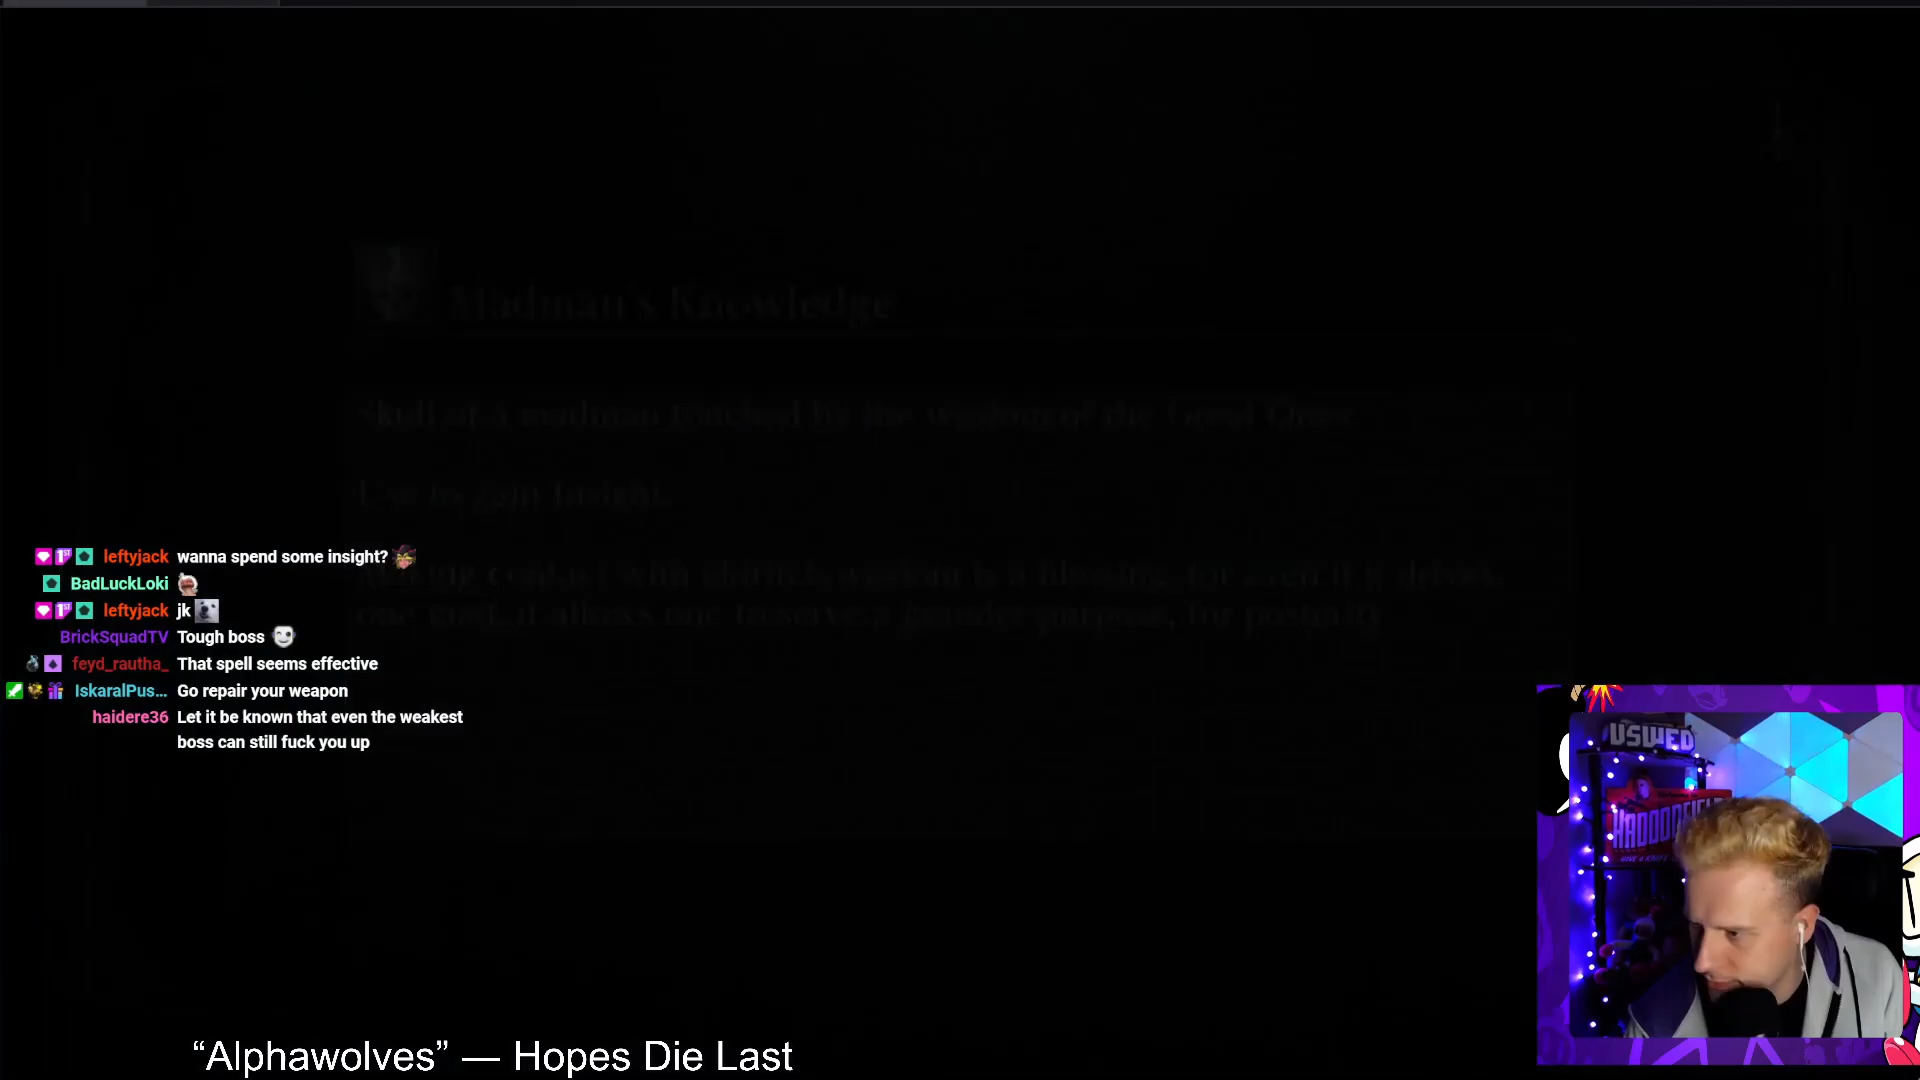 Madman's Knowledge
Skull of a madman touched by the wisdom of the Great Ones.
Use to gain Insight.
Making contact with eldritch wisdom is a blessing, for even if it drives
one mad, it allows one to serve a grander purpose, for posterity.
leftyjack wanna spend some insight?
BadLuckLoki
leftyjack jk
BrickSquadTV Tough boss
feyd_rautha_ That spell seems effective
IskaralPus... Go repair your weapon
haidere36 Let it be known that even the weakest
boss can still fuck you up
USWED
HADOOD
“Alphawolves” — Hopes Die Last